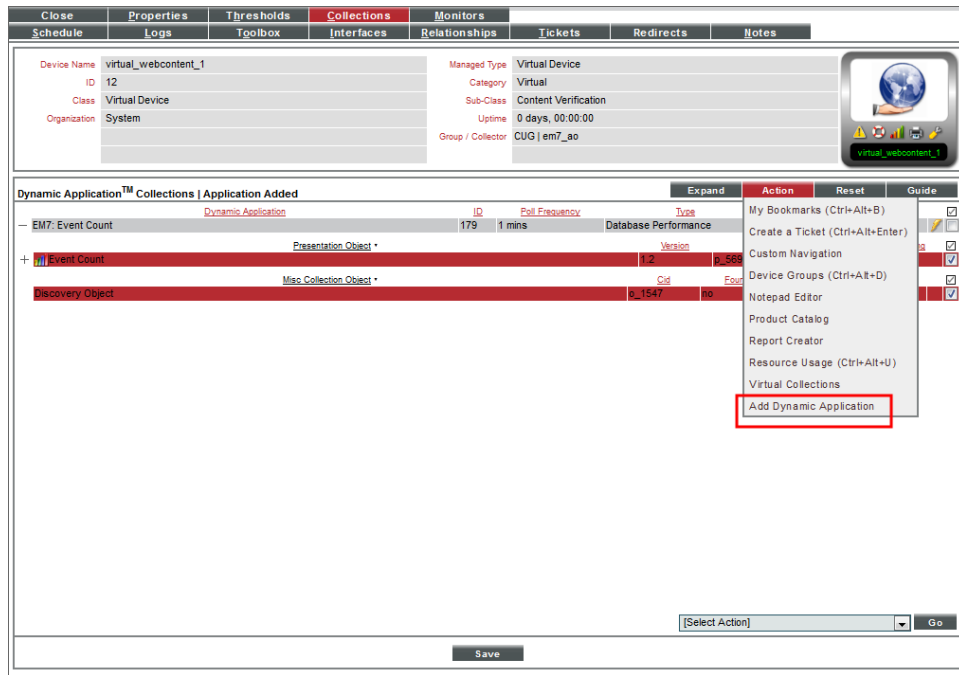 Close Properties Thresholds Collections Monitors
Schedule Logs Toolbox Interfaces Relationships Tickets Redirects Notes
Device Name virtual_webcontent_1 Managed Type Virtual Device
ID 12 Category Virtual
Class Virtual Device Sub-Class Content Verification
Organization System Uptime 0 days, 00:00:00
Group / Collector CUG | em7_ao
virtual_webcontent_1
Dynamic Application™ Collections | Application Added Expand Action Reset Guide
Dynamic Application ID Poll Frequency Type
My Bookmarks (Ctrl+Alt+B)
EM7: Event Count 179 1 mins Database Performance
Create a Ticket (Ctrl+Alt+Enter)
Presentation Object Version
Custom Navigation
Event Count 1.2 p_569
Device Groups (Ctrl+Alt+D)
Misc Collection Object Cid
Discovery Object o_1547 no
Notepad Editor
Product Catalog
Report Creator
Resource Usage (Ctrl+Alt+U)
Virtual Collections
Add Dynamic Application
[Select Action] Go
Save